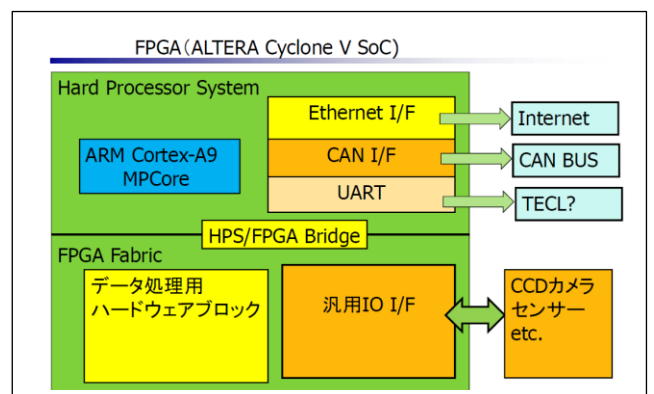 FPGA(ALTERA Cyclone V SoC)
Hard Processor System
Ethernet I/F
Internet
ARM Cortex-A9
MPCore
CAN I/F
CAN BUS
UART
TECL?
HPS/FPGA Bridge
FPGA Fabric
データ処理用
ハードウェアブロック
汎用IO I/F
CCDカメラ
センサー
etc.